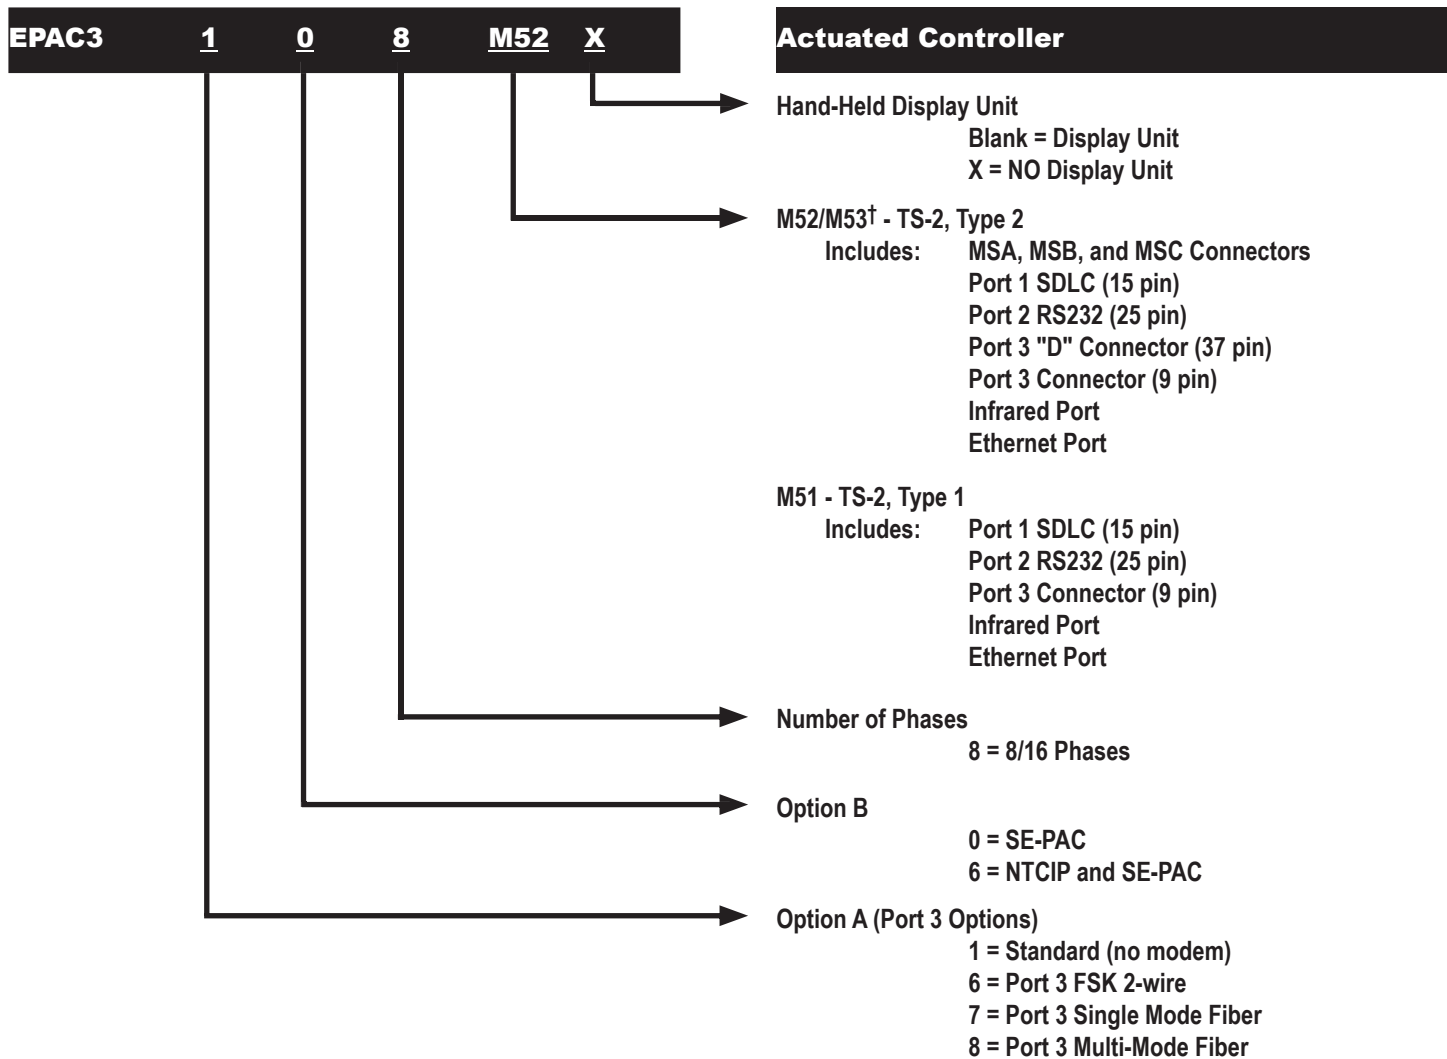 EPAC3 1 0 8 M52 X
Actuated Controller
Hand-Held Display Unit
Blank = Display Unit
X = NO Display Unit
M52/M53† - TS-2, Type 2
Includes: MSA, MSB, and MSC Connectors
Port 1 SDLC (15 pin)
Port 2 RS232 (25 pin)
Port 3 "D" Connector (37 pin)
Port 3 Connector (9 pin)
Infrared Port
Ethernet Port
M51 - TS-2, Type 1
Includes: Port 1 SDLC (15 pin)
Port 2 RS232 (25 pin)
Port 3 Connector (9 pin)
Infrared Port
Ethernet Port
Number of Phases
8 = 8/16 Phases
Option B
0 = SE-PAC
6 = NTCIP and SE-PAC
Option A (Port 3 Options)
1 = Standard (no modem)
6 = Port 3 FSK 2-wire
7 = Port 3 Single Mode Fiber
8 = Port 3 Multi-Mode Fiber